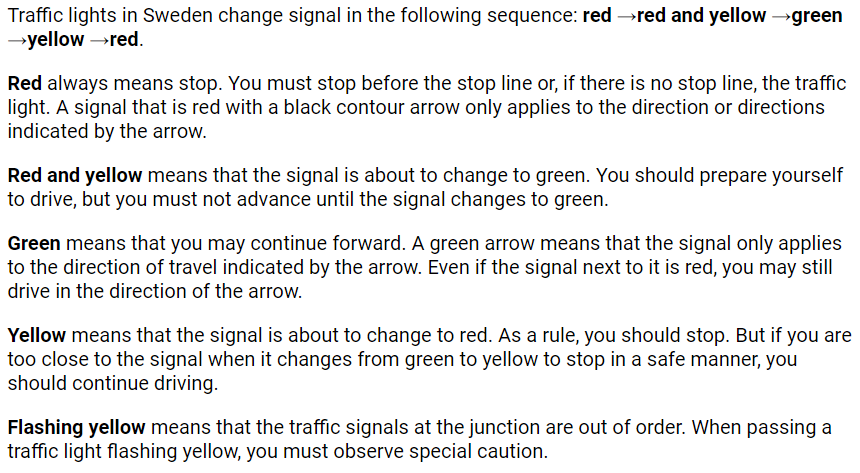 Traffic lights in Sweden change signal in the following sequence: red →red and yellow →green
→yellow →red.
Red always means stop. You must stop before the stop line or, if there is no stop line, the traffic
light. A signal that is red with a black contour arrow only applies to the direction or directions
indicated by the arrow.
Red and yellow means that the signal is about to change to green. You should prepare yourself
to drive, but you must not advance until the signal changes to green.
Green means that you may continue forward. A green arrow means that the signal only applies
to the direction of travel indicated by the arrow. Even if the signal next to it is red, you may still
drive in the direction of the arrow.
Yellow means that the signal is about to change to red. As a rule, you should stop. But if you are
too close to the signal when it changes from green to yellow to stop in a safe manner, you
should continue driving.
Flashing yellow means that the traffic signals at the junction are out of order. When passing a
traffic light flashing yellow, you must observe special caution.